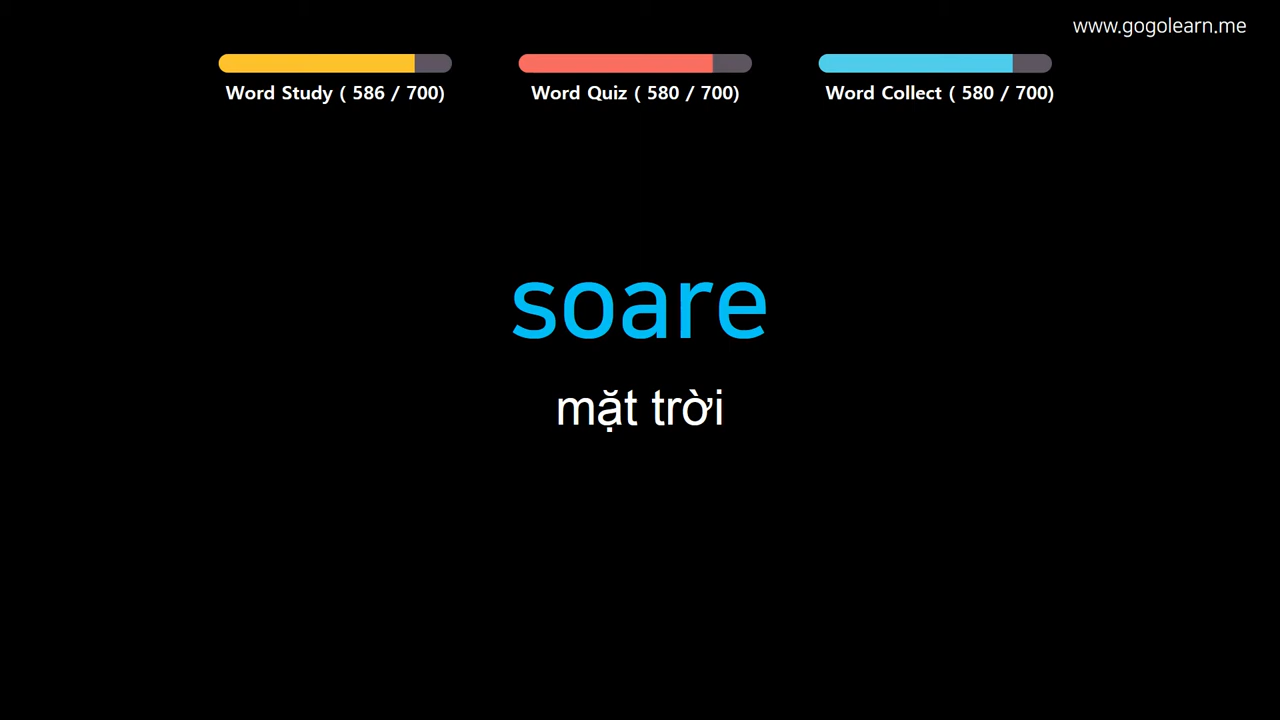 www.gogolearn.me
Word Study ( 586 / 700)
Word Quiz ( 580 / 700)
Word Collect ( 580 / 700)
soare
mặt trời